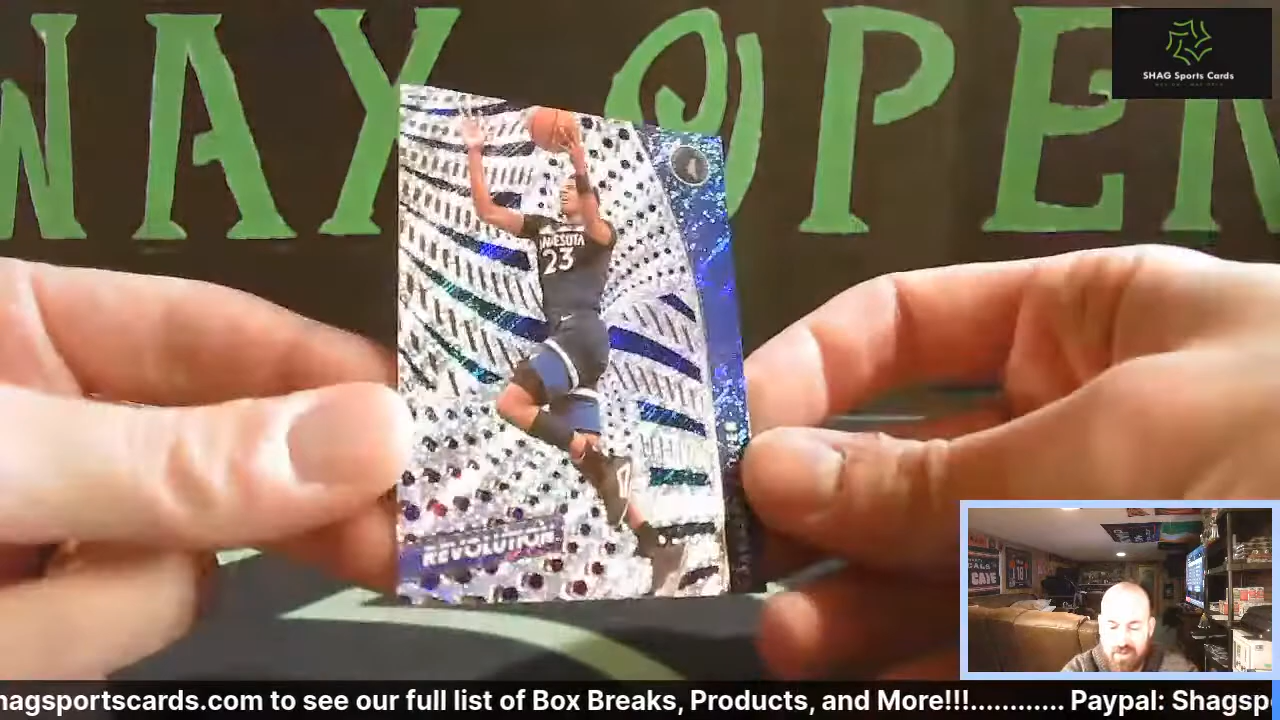 WAY OPEN
SHAG Sports Cards
MINNESOTA
23
REVOLUTION
CAVE
hagsportscards.com to see our full list of Box Breaks, Products, and More!!!............ Paypal: Shagsp